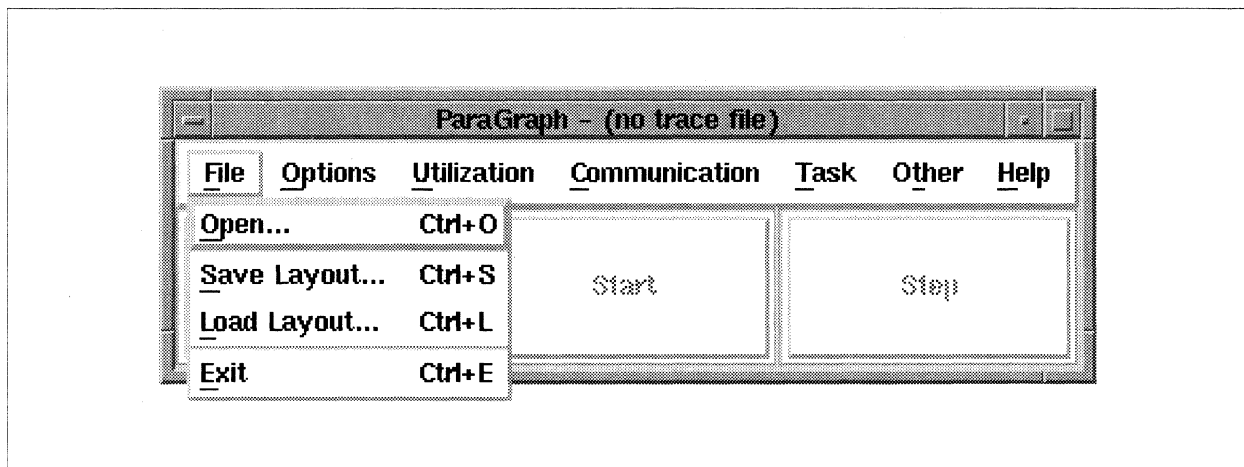 ParaGraph - (no trace file)
File Options Utilization Communication Task Other Help
Open... Ctrl+O
Save Layout... Ctrl+S
Start
Step
Load Layout... Ctrl+L
Exit Ctrl+E